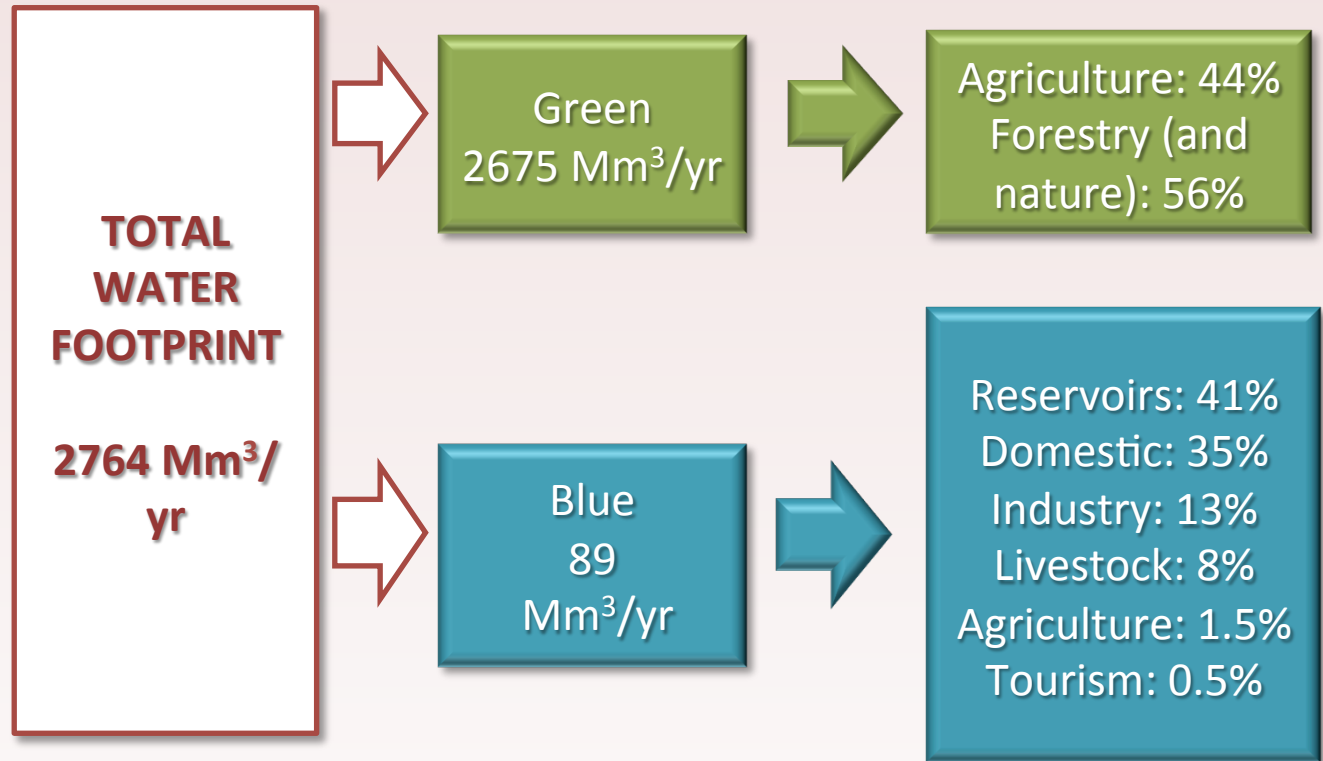 TOTAL
WATER
FOOTPRINT
2764 Mm³/
yr
Green
2675 Mm³/yr
Agriculture: 44%
Forestry (and
nature): 56%
Blue
89
Mm³/yr
Reservoirs: 41%
Domestic: 35%
Industry: 13%
Livestock: 8%
Agriculture: 1.5%
Tourism: 0.5%